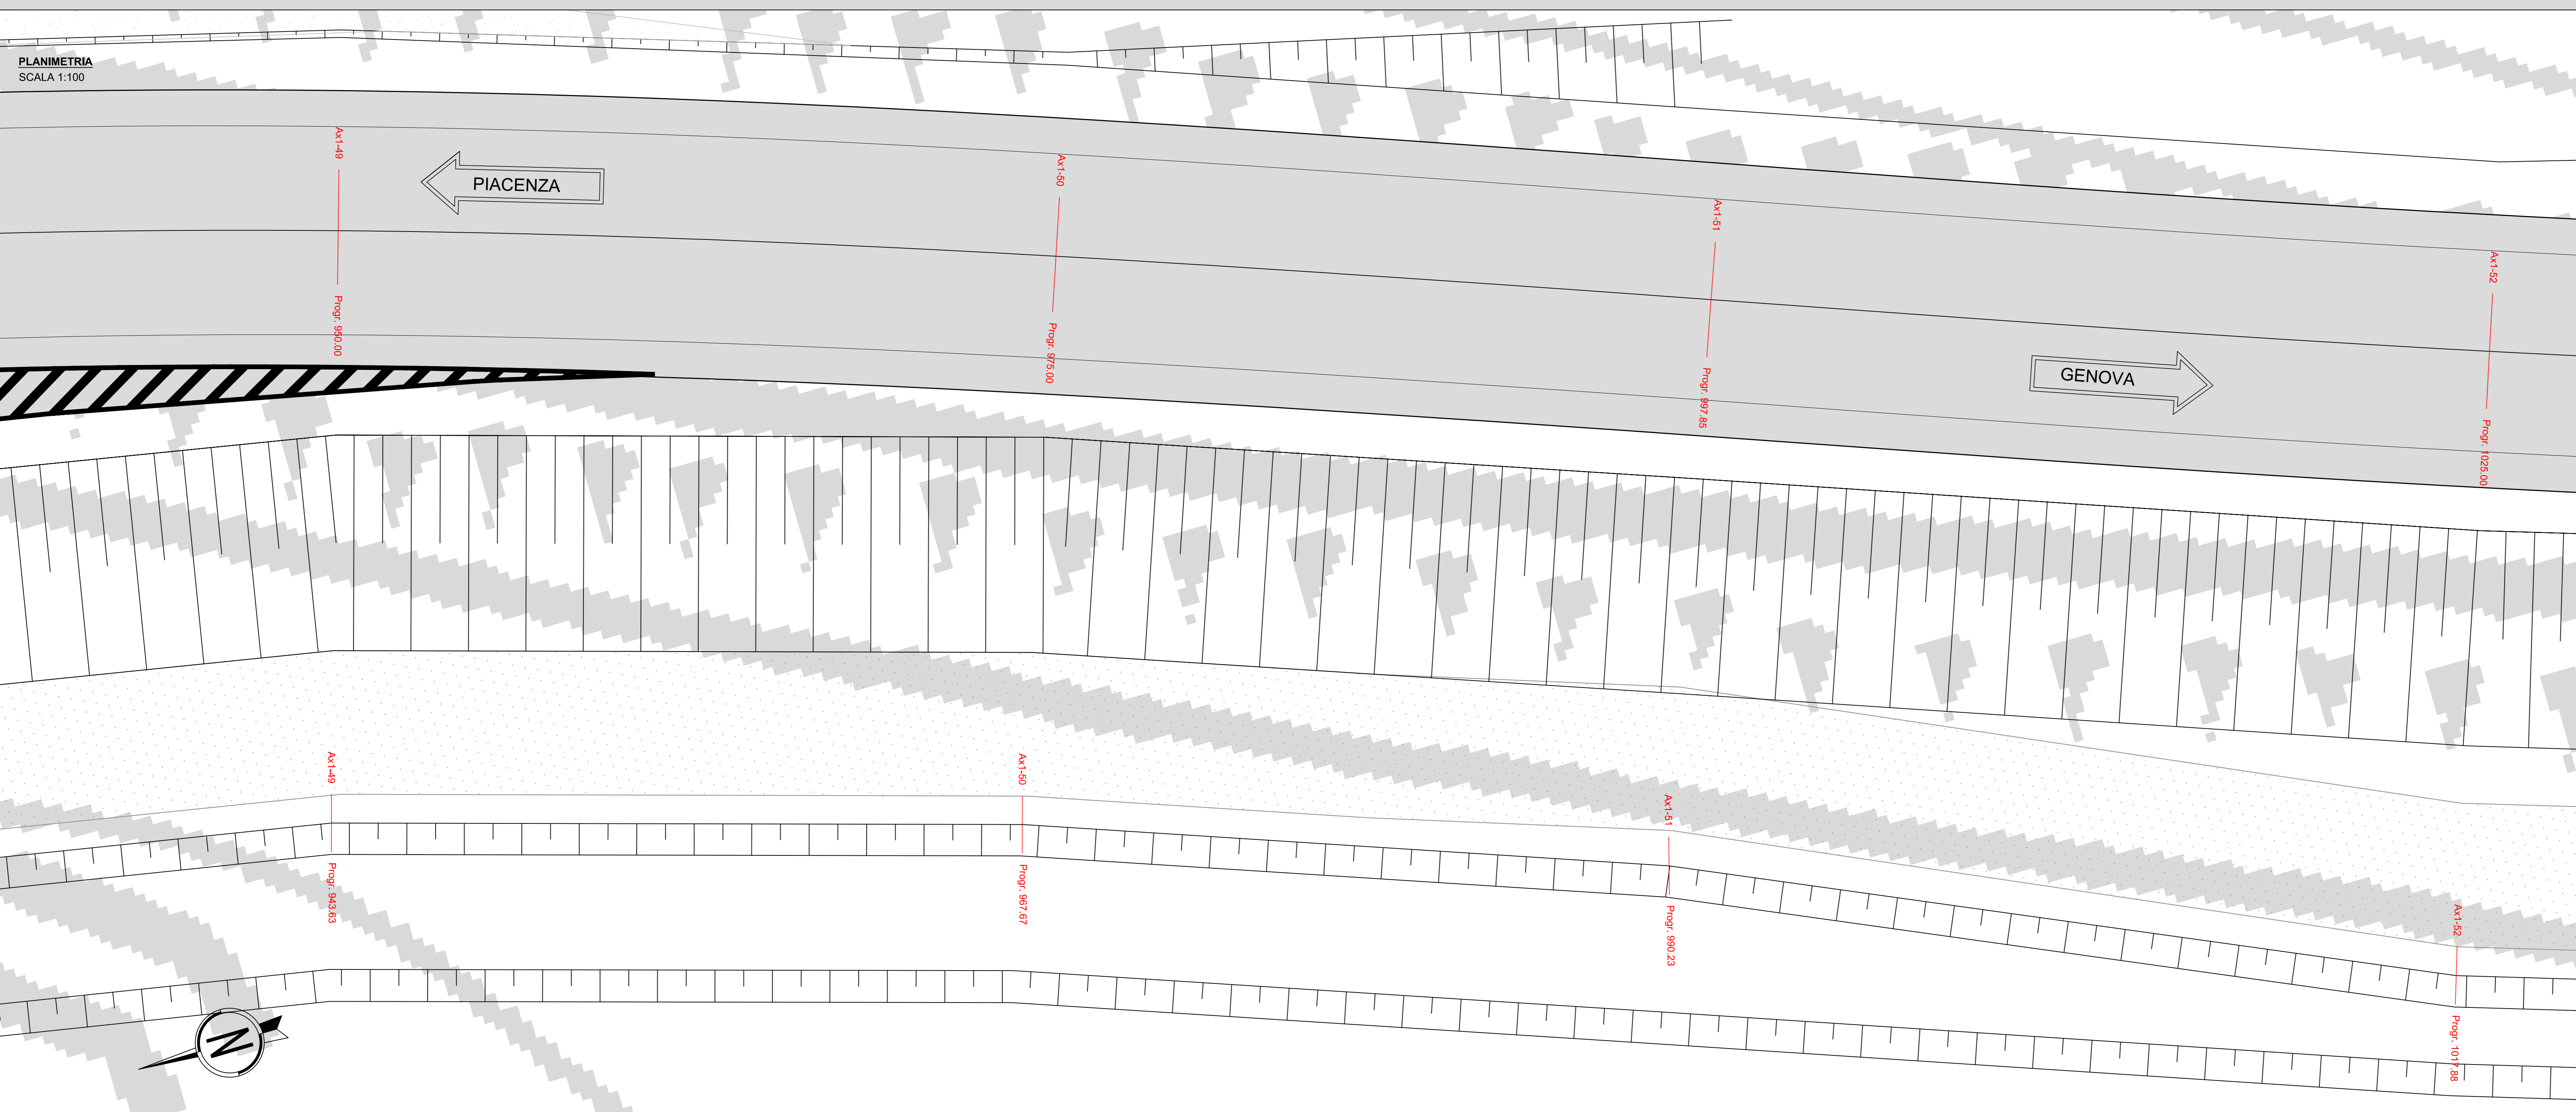 PLANIMETRIA
SCALA 1:100
Ax1-49
Progr. 950.00
PIACENZA
Ax1-50
Progr. 975.00
Ax1-51
Progr. 997.85
GENOVA
Ax1-52
Progr. 1025.00
Ax1-49
Progr. 943.63
Ax1-50
Progr. 967.67
Ax1-51
Progr. 990.23
Ax1-52
Progr. 1017.88
N